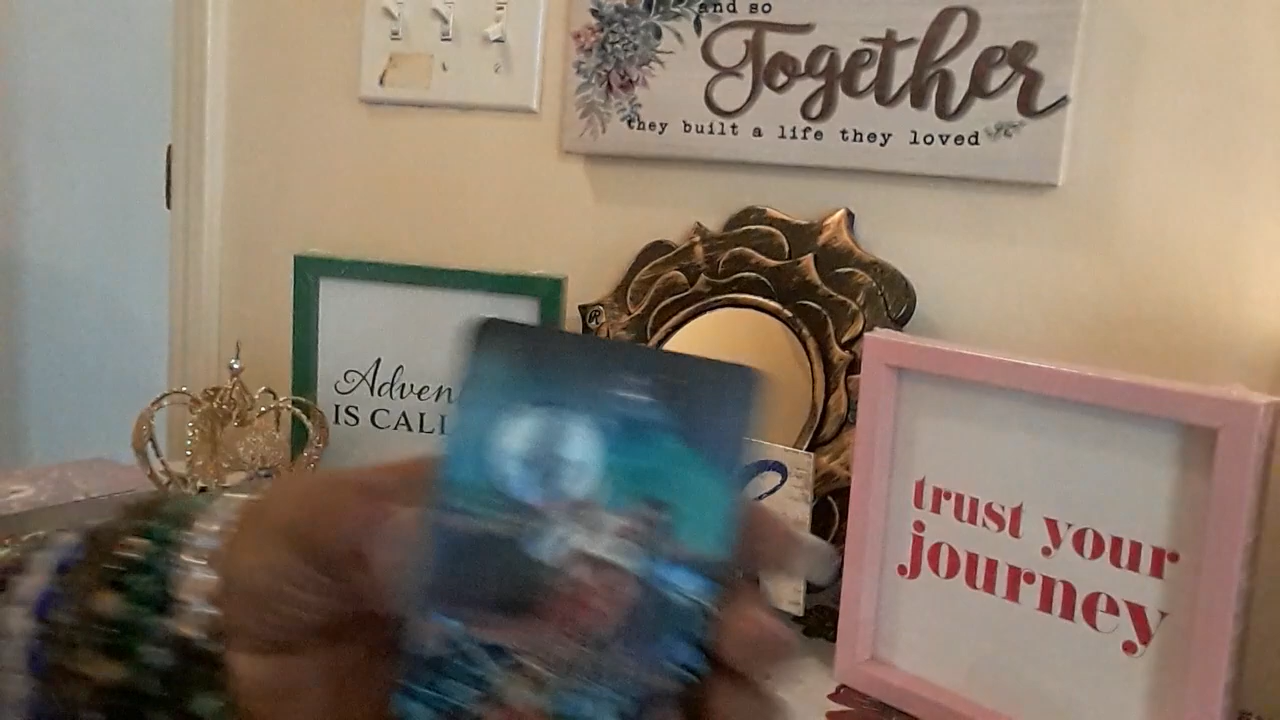 and so
Together
they built a life they loved
Adven
IS CALL
trust your
journey
®